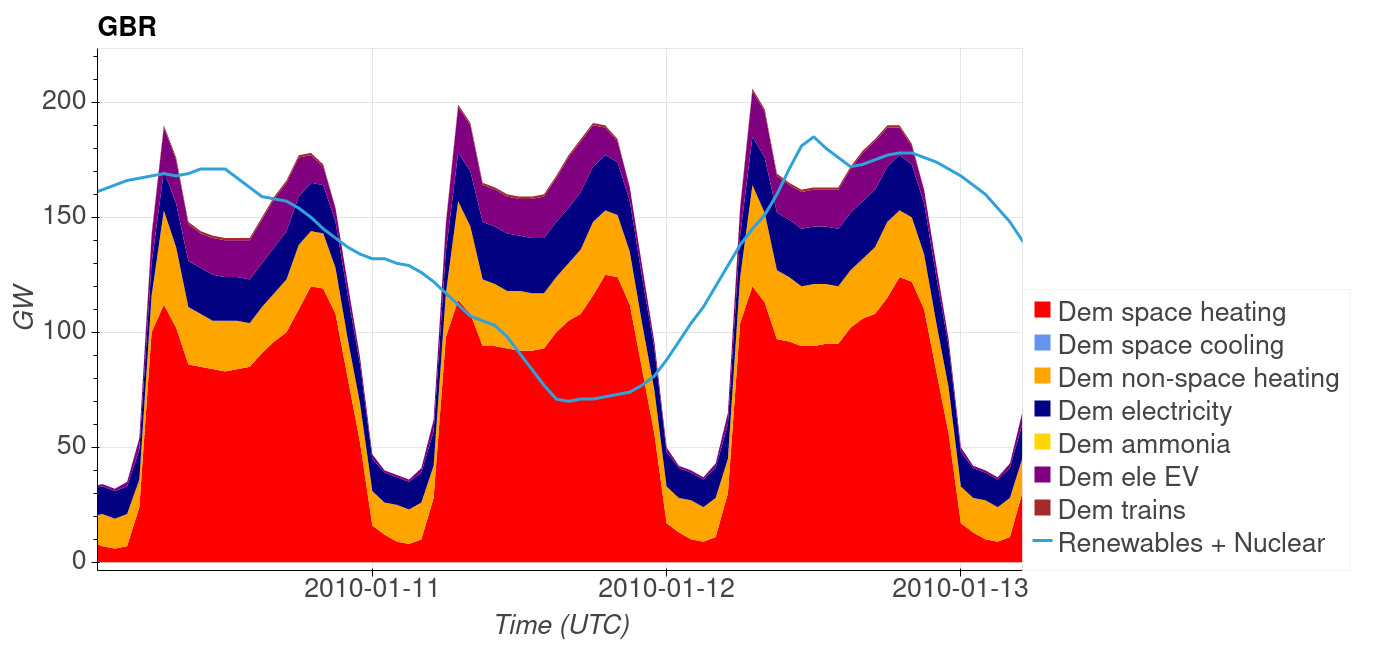 GBR
200
150
100
50
0
GW
2010-01-11
2010-01-12
2010-01-13
Time (UTC)
Dem space heating
Dem space cooling
Dem non-space heating
Dem electricity
Dem ammonia
Dem ele EV
Dem trains
Renewables + Nuclear